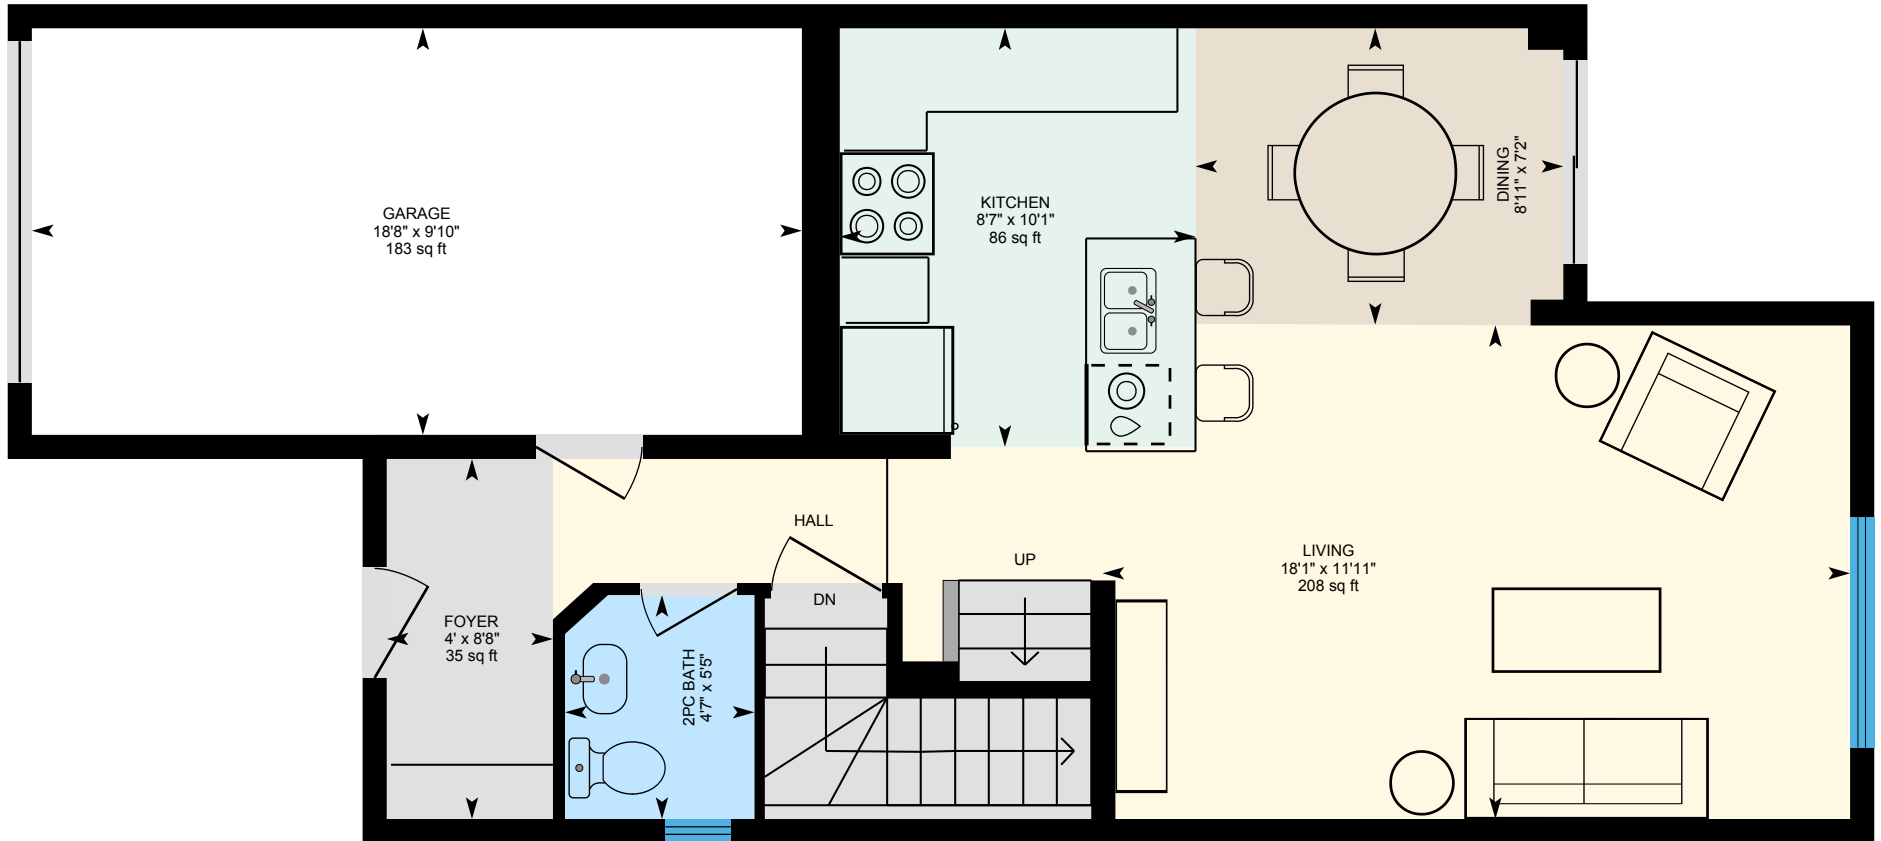 GARAGE
18'8" x 9'10"
183 sq ft
KITCHEN
8'7" x 10'1"
86 sq ft
DINING
8'11" x 7'2"
HALL
UP
LIVING
18'1" x 11'11"
208 sq ft
DN
FOYER
4' x 8'8"
35 sq ft
2PC BATH
4'7" x 5'5"